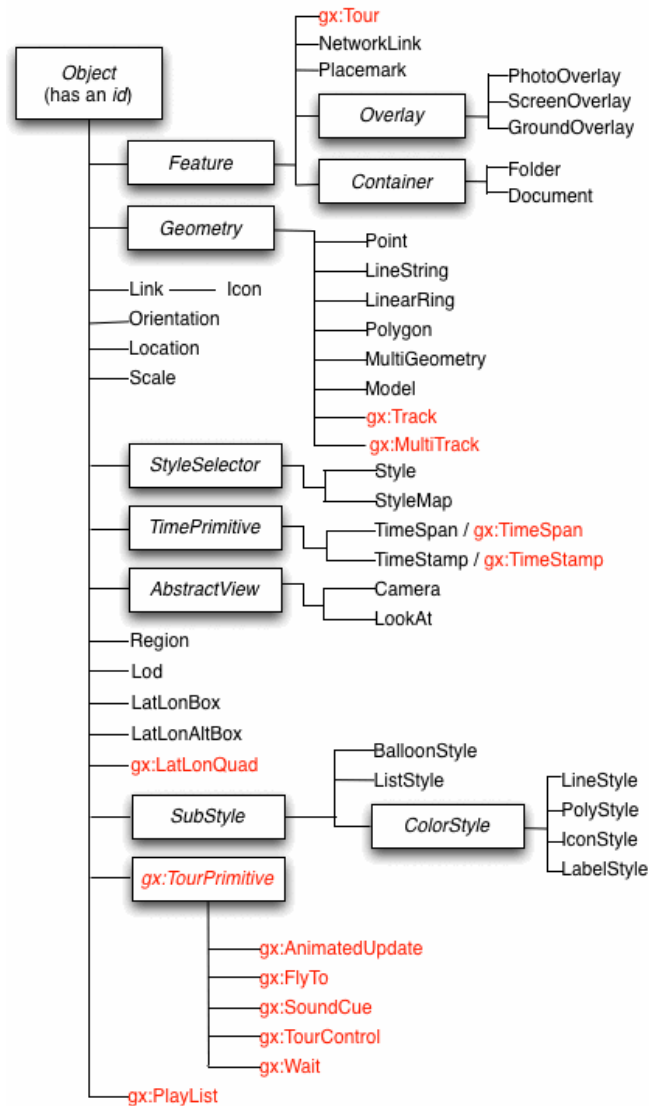 gx:Tour
NetworkLink
Placemark
Object
(has an id)
Overlay
PhotoOverlay
ScreenOverlay
GroundOverlay
Feature
Container
Folder
Document
Geometry
Point
LineString
LinearRing
Polygon
MultiGeometry
Model
gx:Track
gx:MultiTrack
Link
Icon
Orientation
Location
Scale
StyleSelector
Style
StyleMap
TimePrimitive
TimeSpan / gx:TimeSpan
TimeStamp / gx:TimeStamp
AbstractView
Camera
LookAt
Region
Lod
LatLonBox
LatLonAltBox
gx:LatLonQuad
SubStyle
BalloonStyle
ListStyle
ColorStyle
LineStyle
PolyStyle
IconStyle
LabelStyle
gx:TourPrimitive
gx:AnimatedUpdate
gx:FlyTo
gx:SoundCue
gx:TourControl
gx:Wait
gx:PlayList